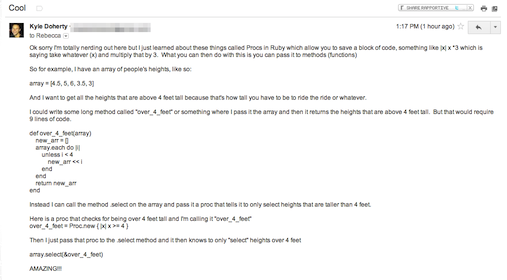 Cool
SHARE RAPPORTIVE
Kyle Doherty -
1:17 PM (1 hour ago)
to Rebecca
Ok sorry I'm totally nerding out here but I just learned about these things called Procs in Ruby which allow you to save a block of code, something like |x| x *3 which is
saying take whatever (x) and multiply that by 3.  What you can then do with this is you can pass it to methods (functions)
So for example, I have an array of people's heights, like so:
array = [4.5, 5, 6, 3.5, 3]
And I want to get all the heights that are above 4 feet tall because that's how tall you have to be to ride the ride or whatever.
I could write some long method called "over_4_feet" or something where I pass it the array and then it returns the heights that are above 4 feet tall.  But that would require
9 lines of code.
def over_4_feet(array)
new_arr = []
array.each do |i|
unless i < 4
new_arr << i
end
end
return new_arr
end
Instead I can call the method .select on the array and pass it a proc that tells it to only select heights that are taller than 4 feet.
Here is a proc that checks for being over 4 feet tall and I'm calling it "over_4_feet"
over_4_feet = Proc.new { |x| x >= 4 }
Then I just pass that proc to the .select method and it then knows to only "select" heights over 4 feet
array.select(&over_4_feet)
AMAZING!!!